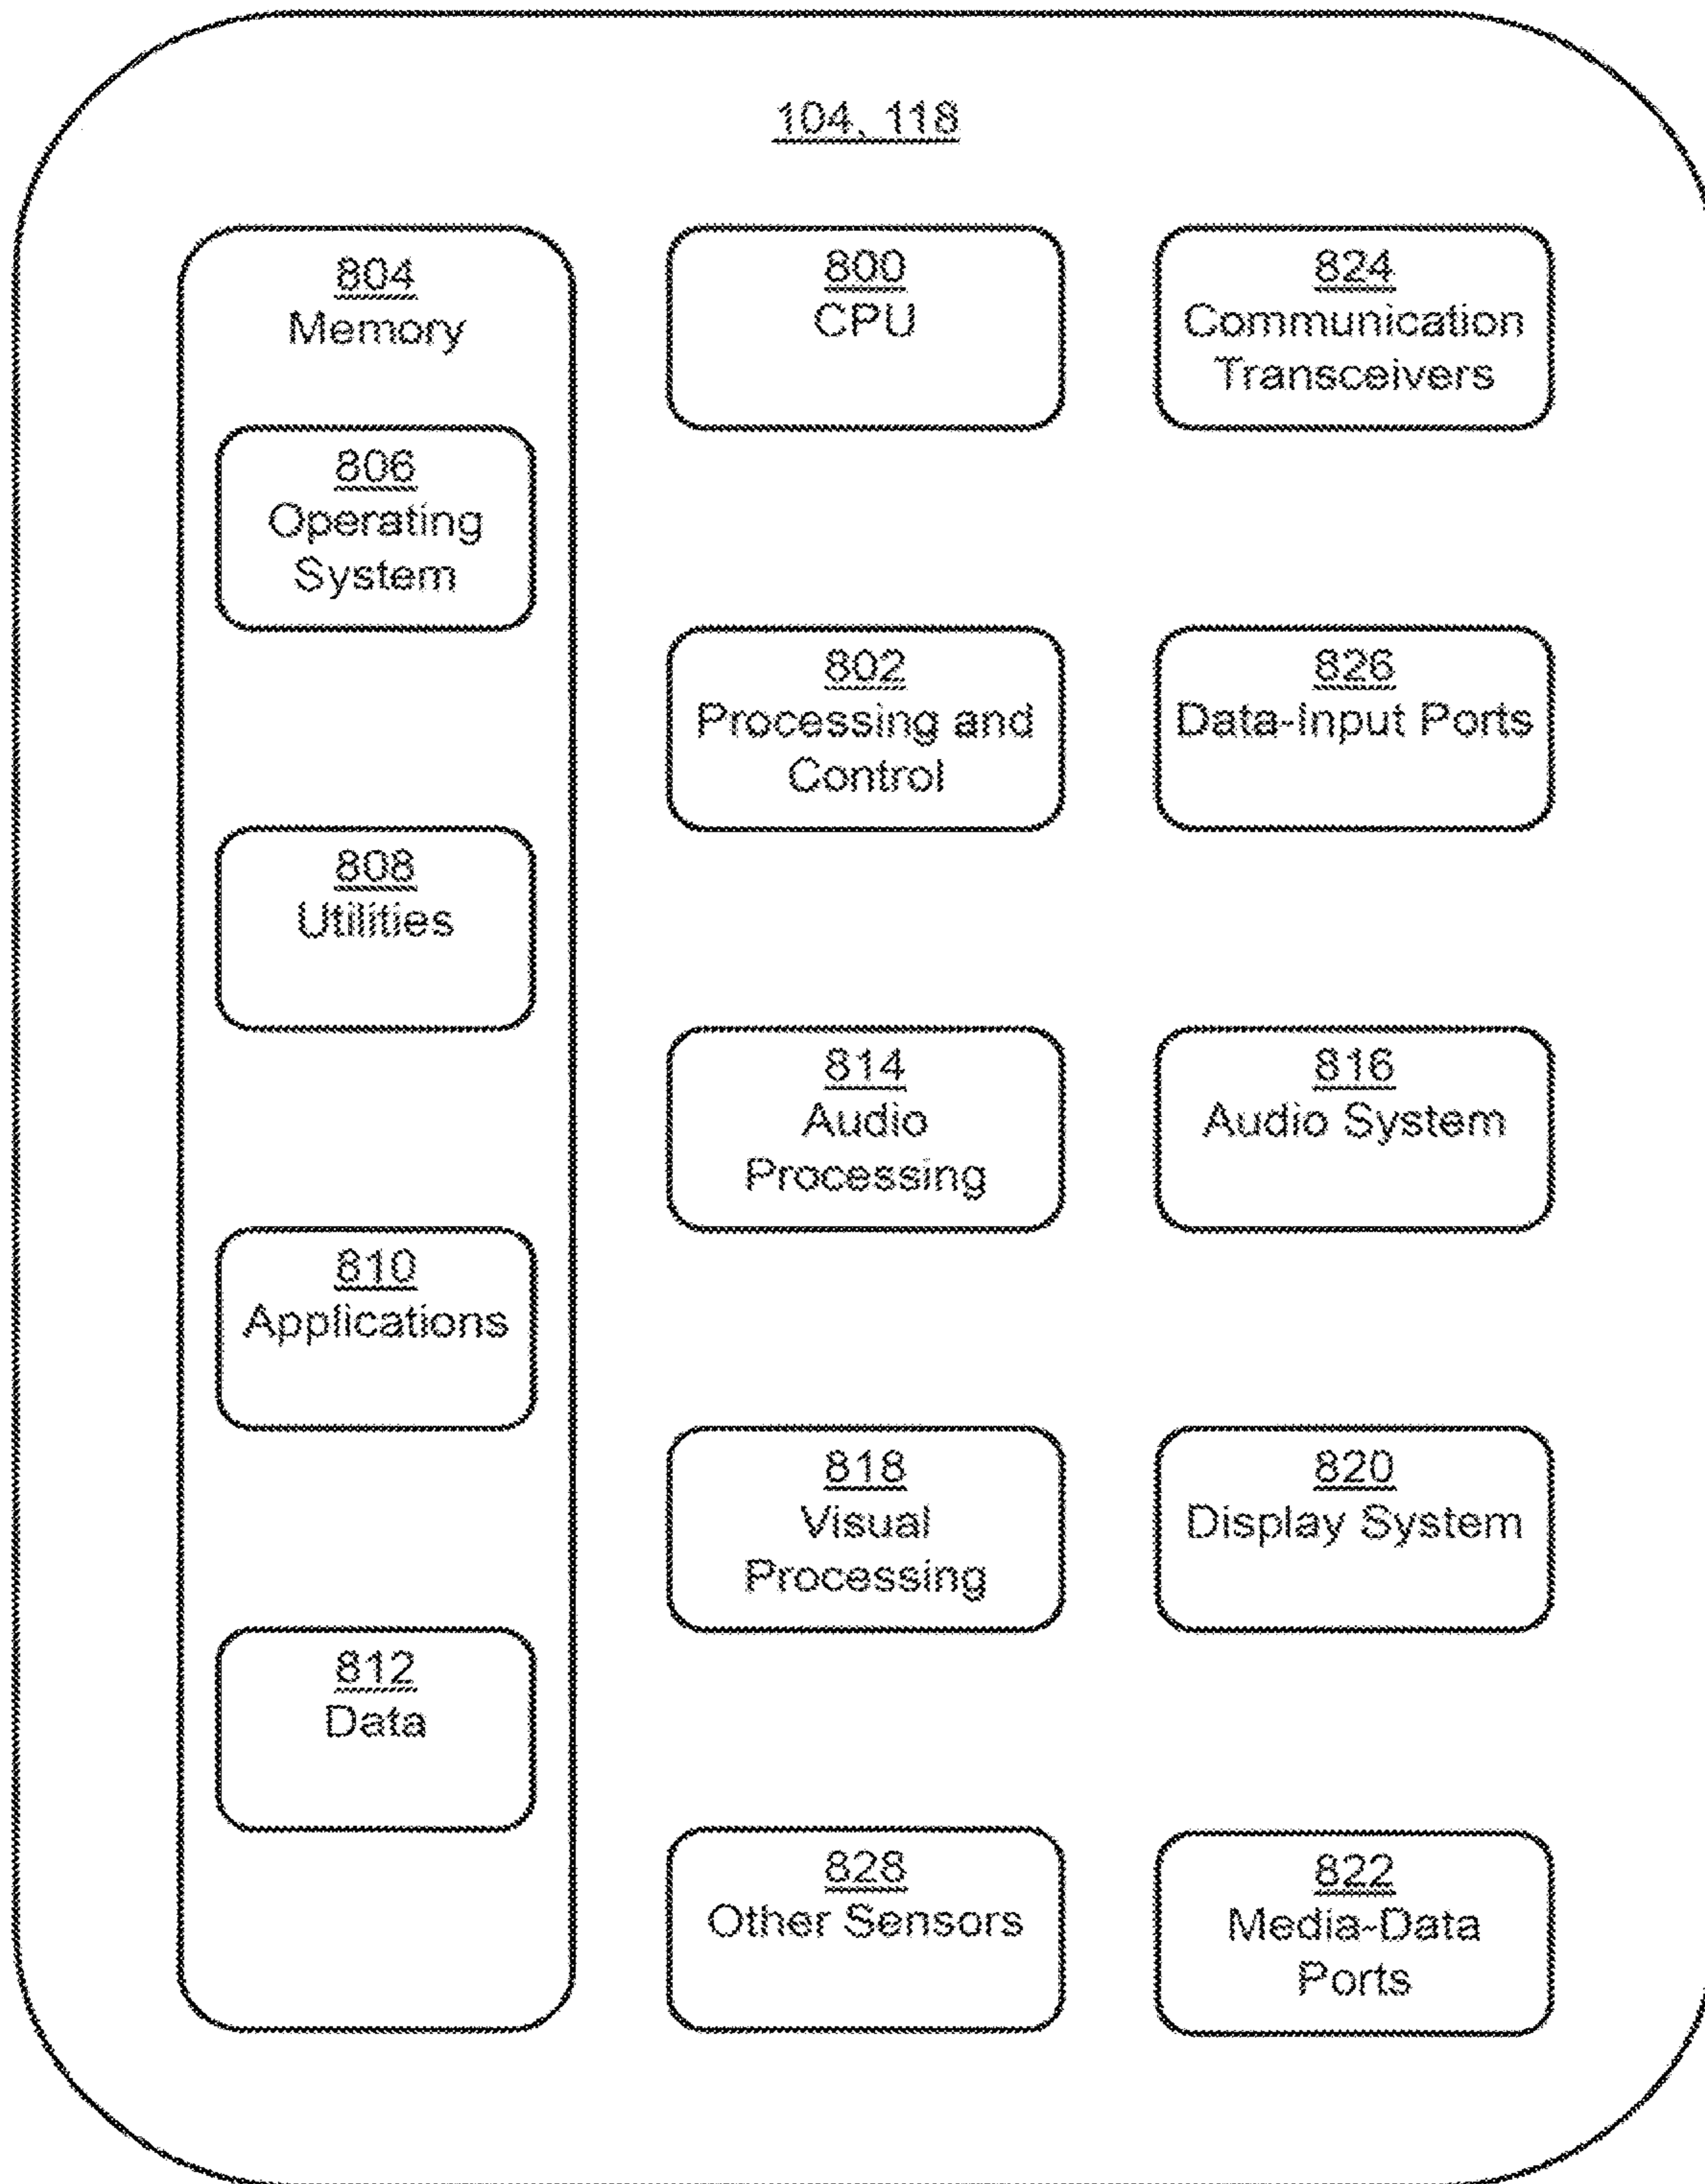 104, 118
804
Memory
806
Operating
System
808
Utilities
810
Applications
812
Data
800
CPU
802
Processing and
Control
814
Audio
Processing
818
Visual
Processing
828
Other Sensors
824
Communication
Transceivers
826
Data-Input Ports
816
Audio System
820
Display System
822
Media-Data
Ports